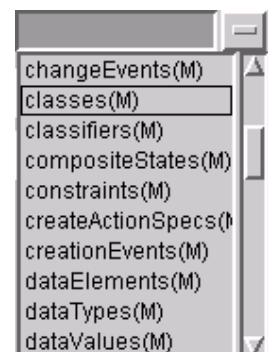 changeEvents(M)
classes(M)
classifiers(M)
compositeStates(M)
constraints(M)
createActionSpecs(M
creationEvents(M)
dataElements(M)
dataTypes(M)
dataValues(M)